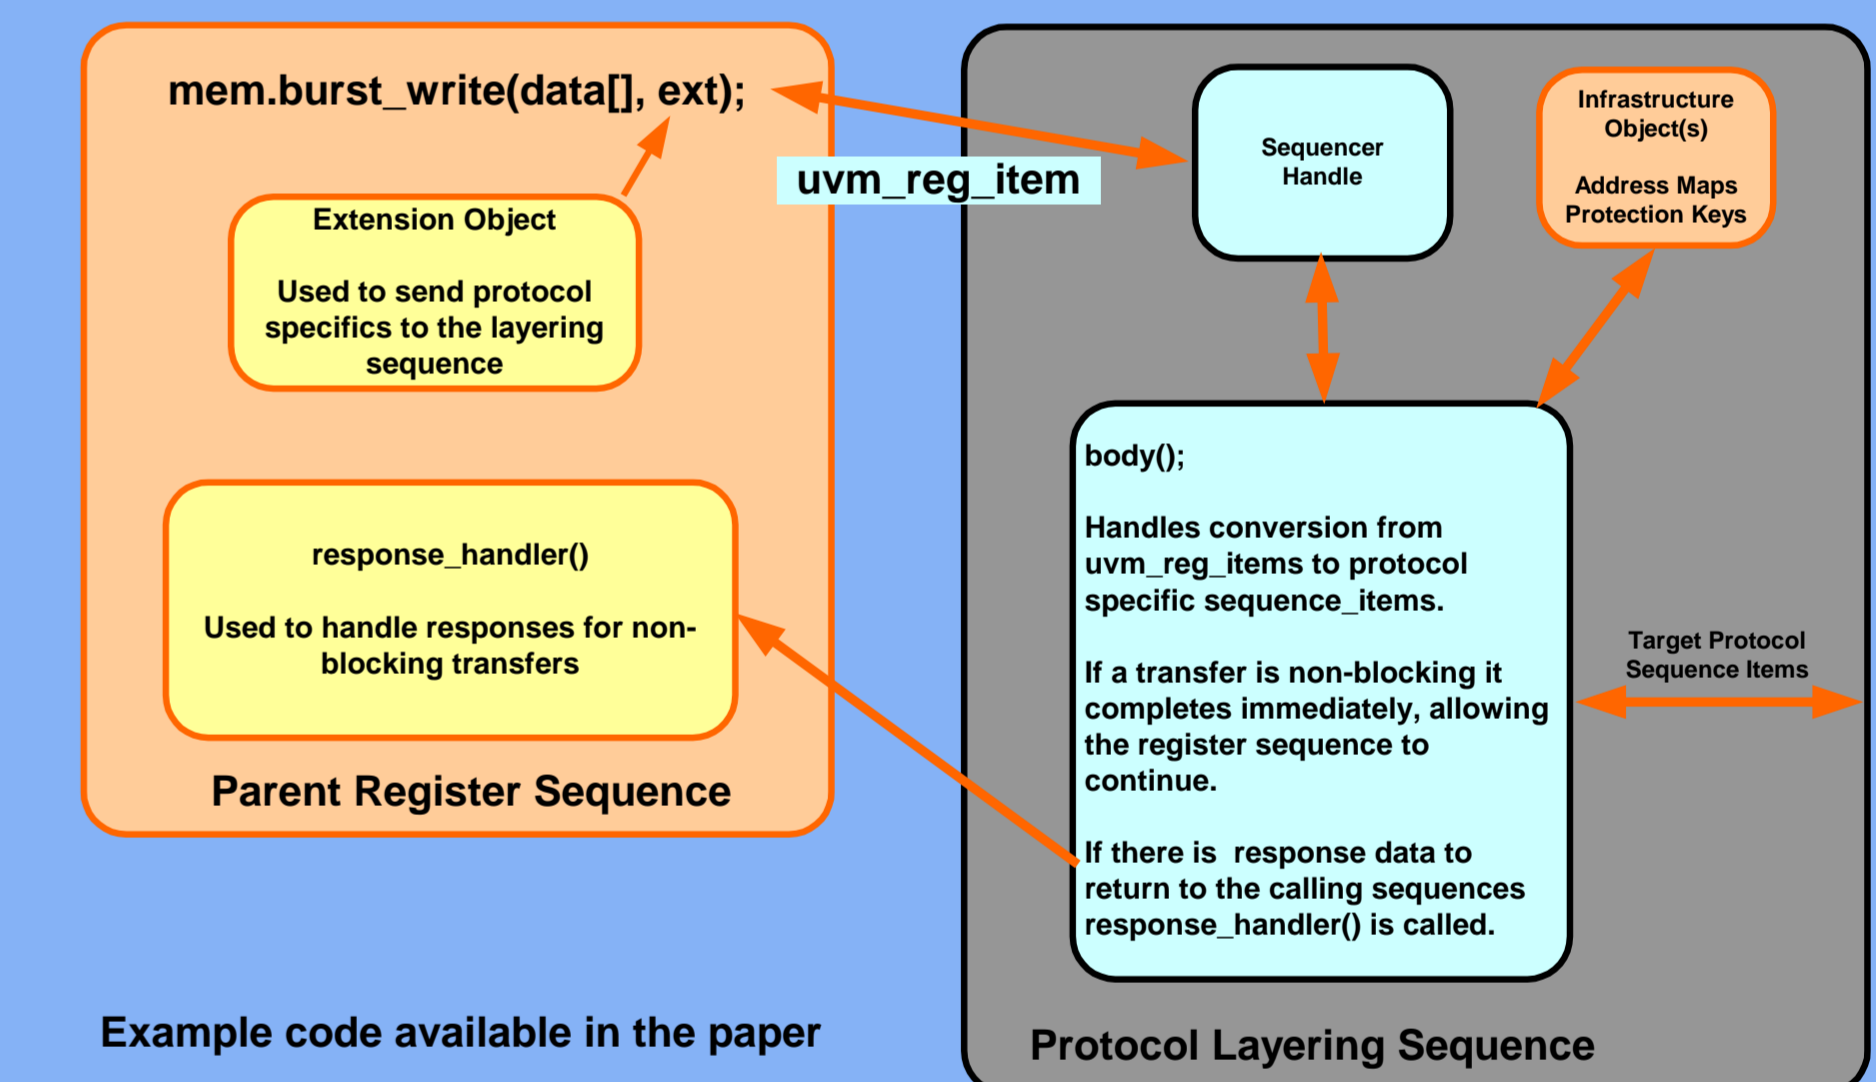 mem.burst_write(data[], ext);
Extension Object
Used to send protocol
specifics to the layering
sequence
response_handler()
Used to handle responses for non-
blocking transfers
Parent Register Sequence
Example code available in the paper
uvm_reg_item
Sequencer
Handle
Infrastructure
Object(s)
Address Maps
Protection Keys
body();
Handles conversion from
uvm_reg_items to protocol
specific sequence_items.
If a transfer is non-blocking it
completes immediately, allowing
the register sequence to
continue.
If there is  response data to
return to the calling sequences
response_handler() is called.
Target Protocol
Sequence Items
Protocol Layering Sequence